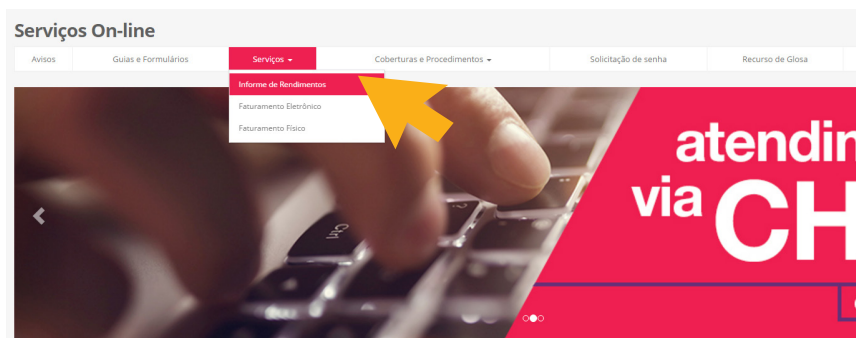 Serviços On-line
Avisos Guias e Formulários Serviços Coberturas e Procedimentos Solicitação de senha Recurso de Glosa
Informe de Rendimentos
Faturamento Eletrônico
Faturamento Físico
atendim
via CH